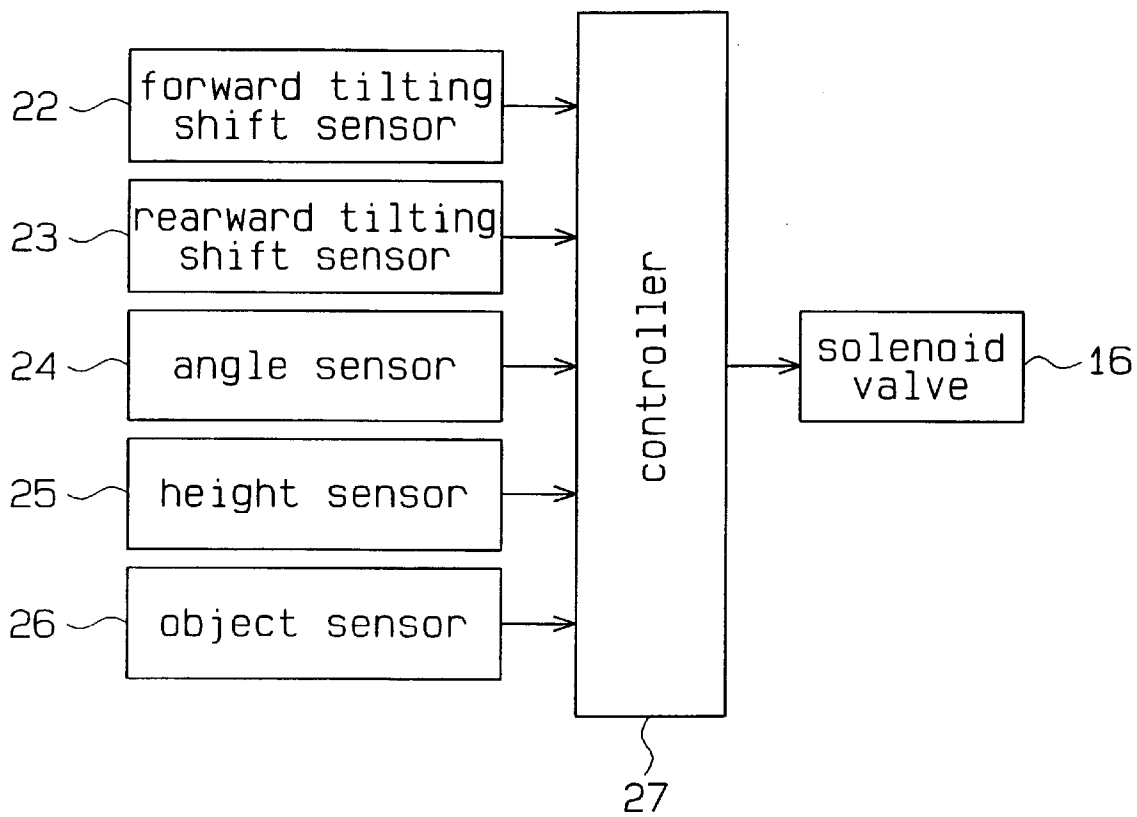 22
forward tilting
shift sensor
23
rearward tilting
shift sensor
24
angle sensor
25
height sensor
26
object sensor
controller
27
solenoid
valve
16